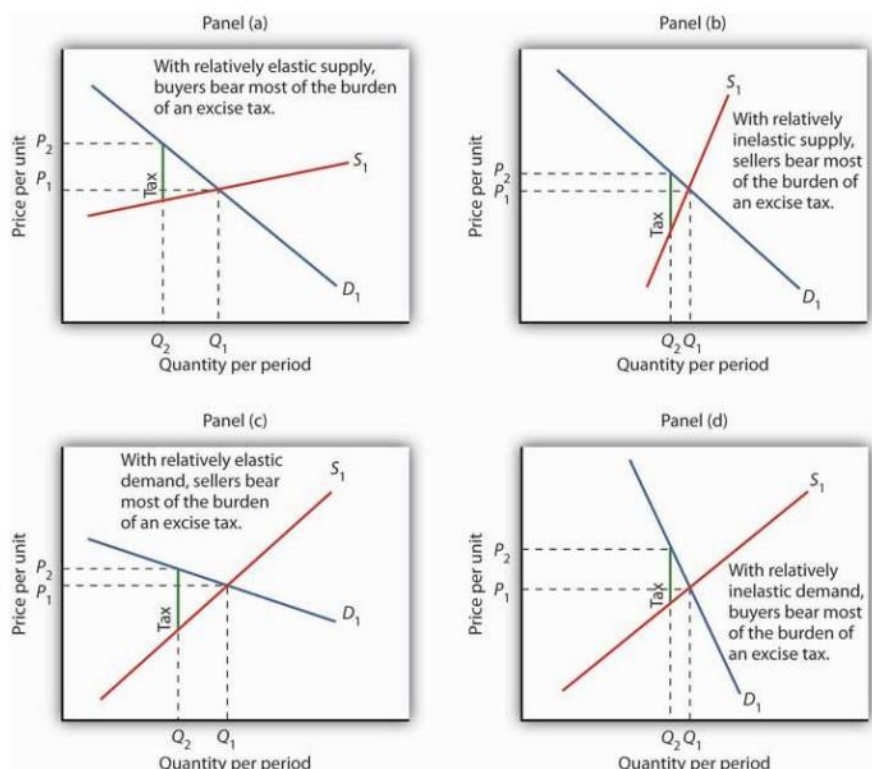 Panel (a)
With relatively elastic supply,
buyers bear most of the burden
of an excise tax.
Price per unit
P2
P1
Tax
S1
D1
Q2 Q1
Quantity per period
Panel (b)
S1
With relatively
inelastic supply,
sellers bear most
of the burden of
an excise tax.
Price per unit
P2
P1
Tax
D1
Q2 Q1
Quantity per period
Panel (c)
With relatively elastic
demand, sellers bear
most of the burden
of an excise tax.
S1
Price per unit
P2
P1
Tax
D1
Q2 Q1
Quantity per period
Panel (d)
S1
Price per unit
P2
P1
Tax
With relatively
inelastic demand,
buyers bear most
of the burden of
an excise tax.
D1
Q2 Q1
Quantity per period